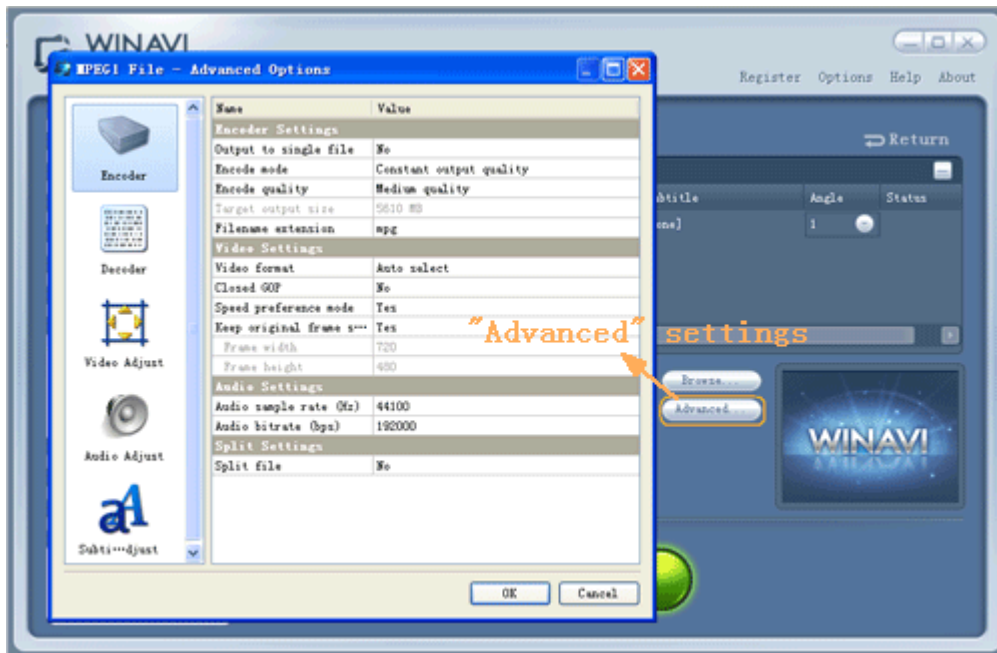 WINAVI
MPEG1 File - Advanced Options
Register Options Help About
Return
Name Value
Encoder Settings
Output to single file No
Encode mode Constant output quality
Encode quality Medium quality
Target output size 5610 MB
Filename extension mpg
Video Settings
Video format Auto select
Closed GOP No
Speed preference mode Yes
Keep original frame s… Yes
Frame width 720
Frame height 480
Audio Settings
Audio sample rate (Hz) 44100
Audio bitrate (bps) 192000
Split Settings
Split file No
Encoder
Decoder
Video Adjust
Audio Adjust
Subti…djust
btitle Angle Status
one] 1
"Advanced" settings
Browse...
Advanced...
WINAVI
OK Cancel